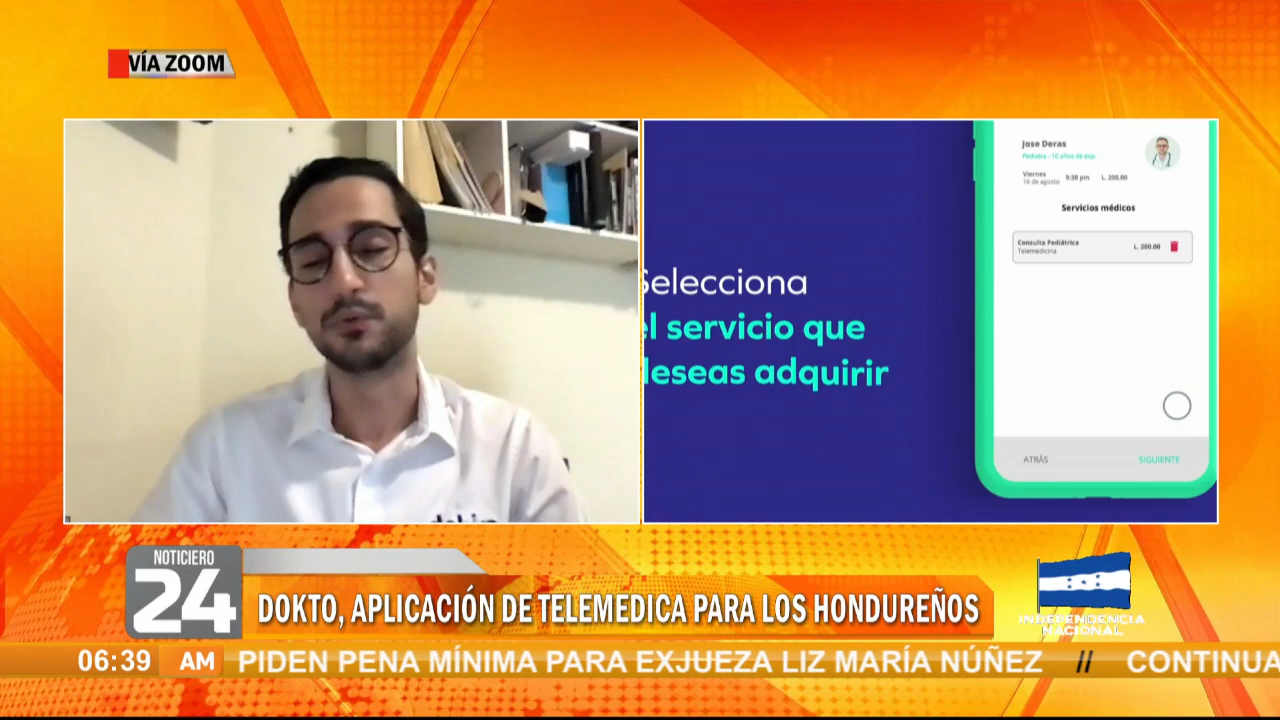 VÍA ZOOM
Jose Deras
Pediatra - 10 años de exp.
Viernes
16 de agosto
9:30 pm
L. 200.00
Servicios médicos
Consulta Pediátrica
Telemedicina
L. 200.00
Selecciona
el servicio que
deseas adquirir
ATRÁS
SIGUIENTE
NOTICIERO
24
DOKTO, APLICACIÓN DE TELEMEDICA PARA LOS HONDUREÑOS
INDEPENDENCIA
NACIONAL
06:39 AM
PIDEN PENA MÍNIMA PARA EXJUEZA LIZ MARÍA NÚÑEZ // CONTINUA